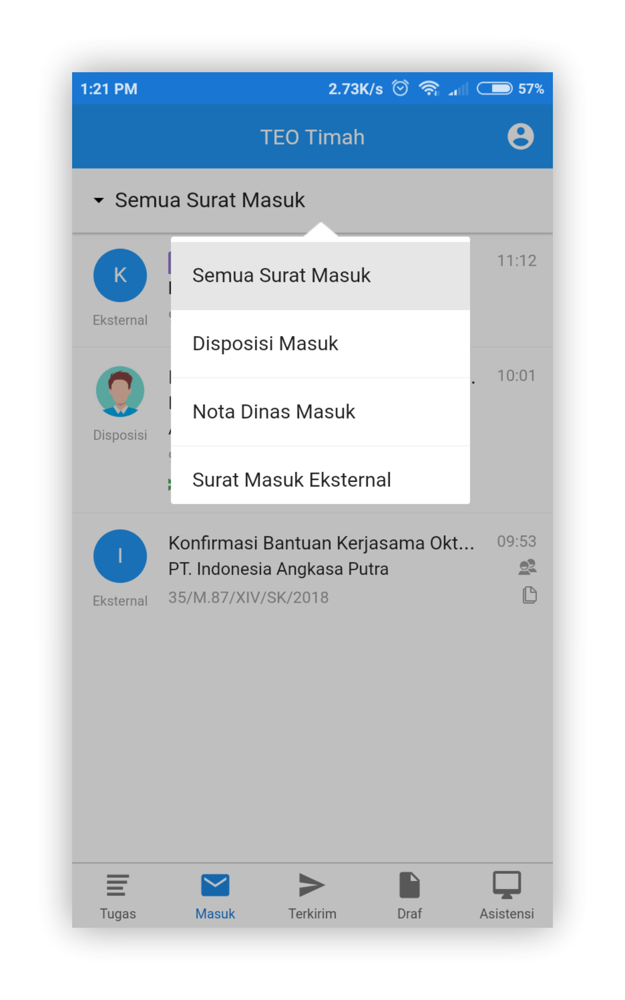 1:21 PM 2.73K/s 57%
TEO Timah
Semua Surat Masuk
K
11:12
Eksternal
Semua Surat Masuk
Disposisi Masuk
10:01
Disposisi
Nota Dinas Masuk
Surat Masuk Eksternal
I
Konfirmasi Bantuan Kerjasama Okt...
09:53
PT. Indonesia Angkasa Putra
Eksternal
35/M.87/XIV/SK/2018
Tugas
Masuk
Terkirim
Draf
Asistensi